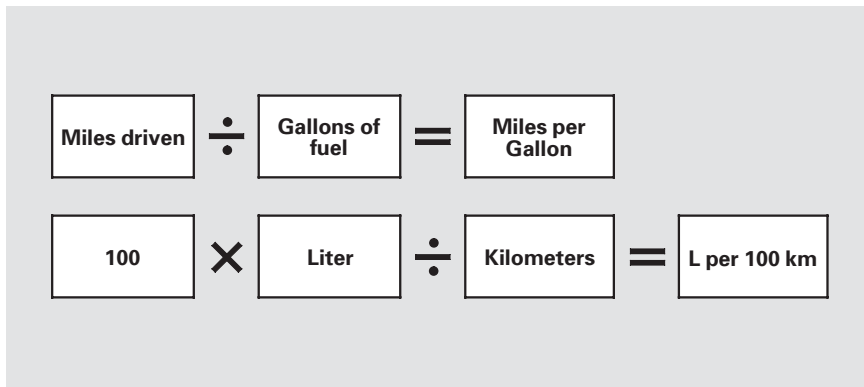 Miles driven ÷ Gallons of fuel = Miles per Gallon
100 × Liter ÷ Kilometers = L per 100 km